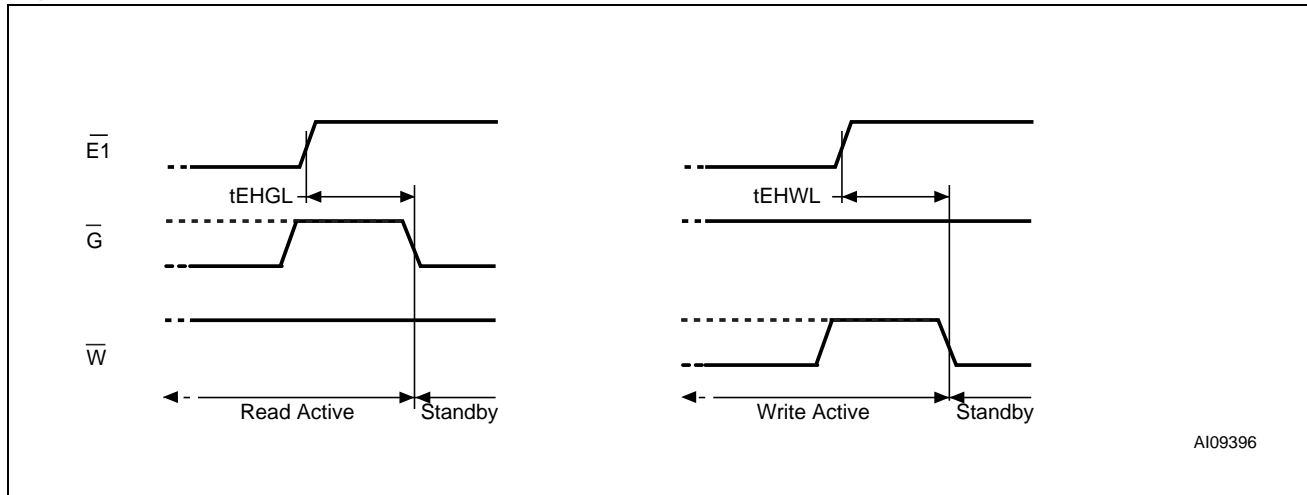 E1
tEHGL
tEHWL
G
W
Read Active
Standby
Write Active
Standby
AI09396